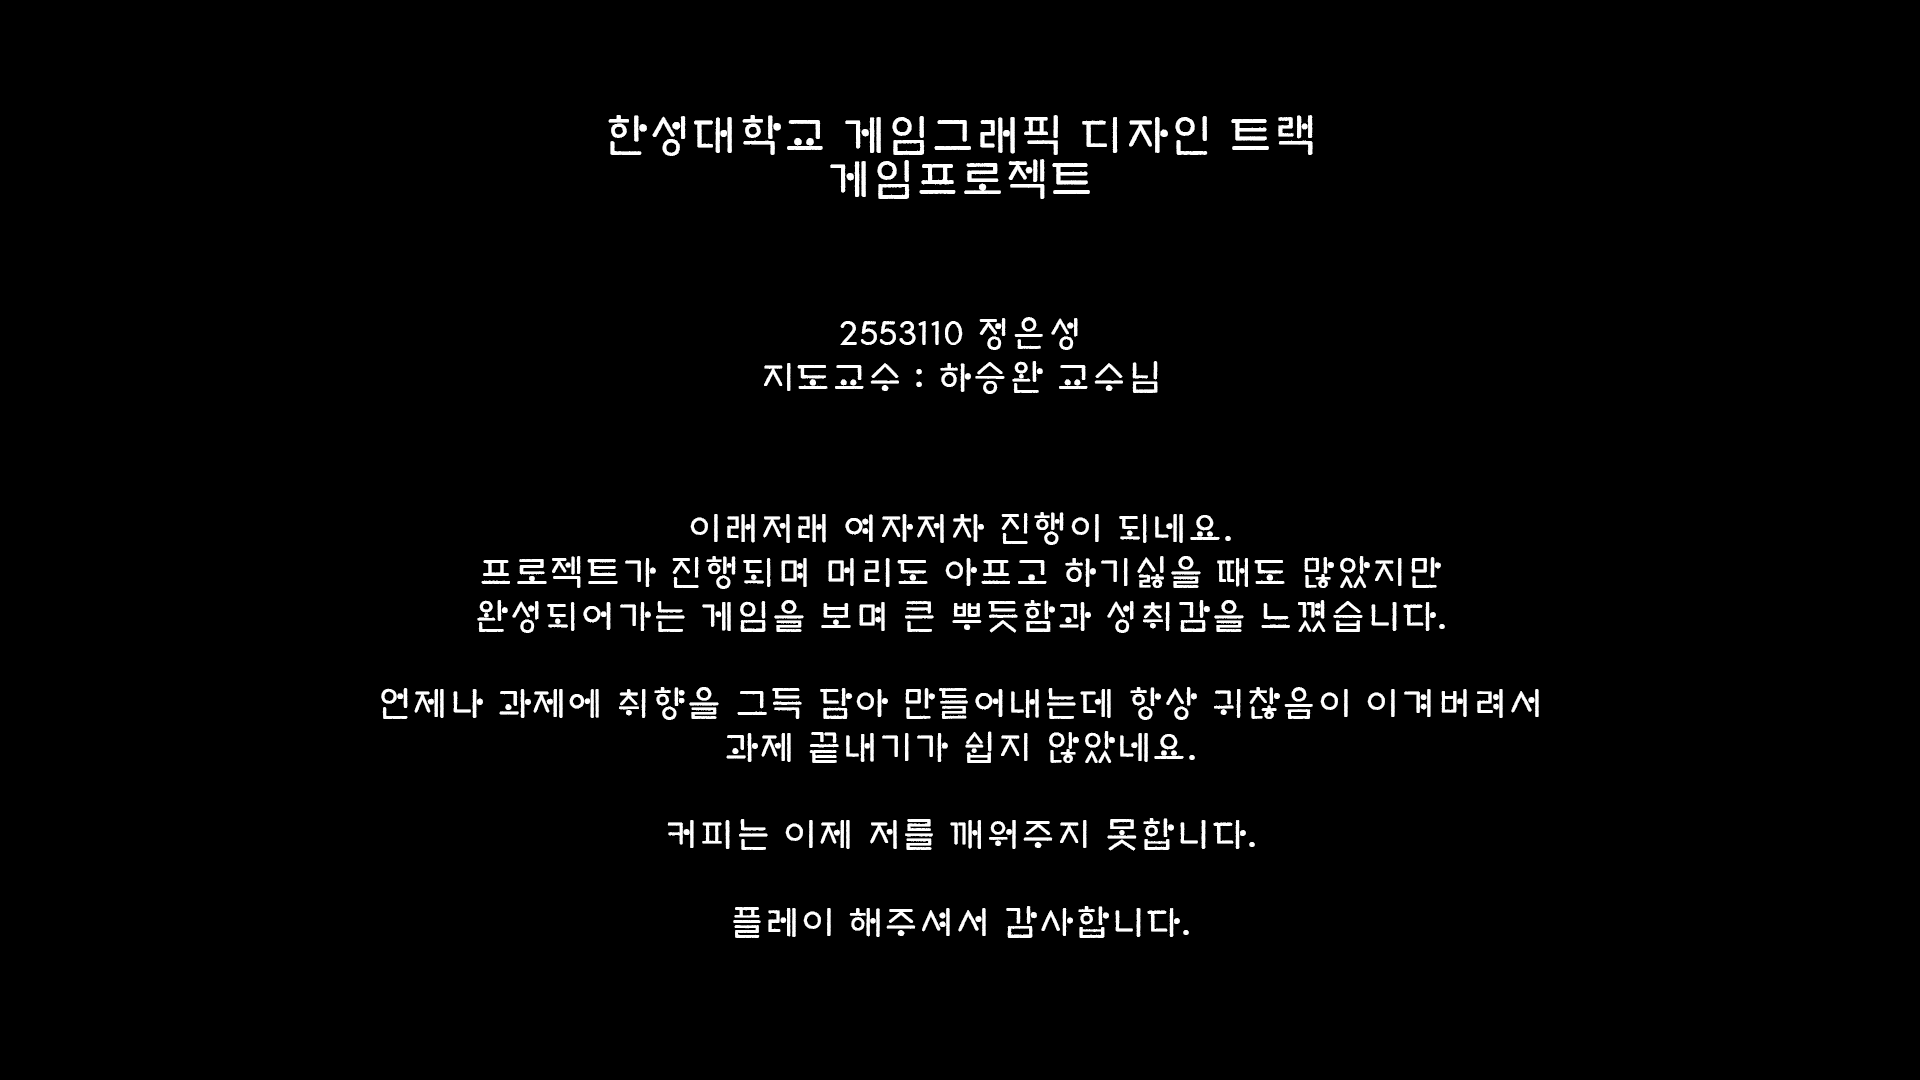 한성대학교 게임그래픽 디자인 트랙
게임프로젝트
2553110 정은성
지도교수 : 하승완 교수님
이래저래 여자저차 진행이 되네요.
프로젝트가 진행되며 머리도 아프고 하기싫을 때도 많았지만
완성되어가는 게임을 보며 큰 뿌듯함과 성취감을 느꼈습니다.
언제나 과제에 취향을 그득 담아 만들어내는데 항상 귀찮음이 이겨버려서
과제 끝내기가 쉽지 않았네요.
커피는 이제 저를 깨워주지 못합니다.
플레이 해주셔서 감사합니다.